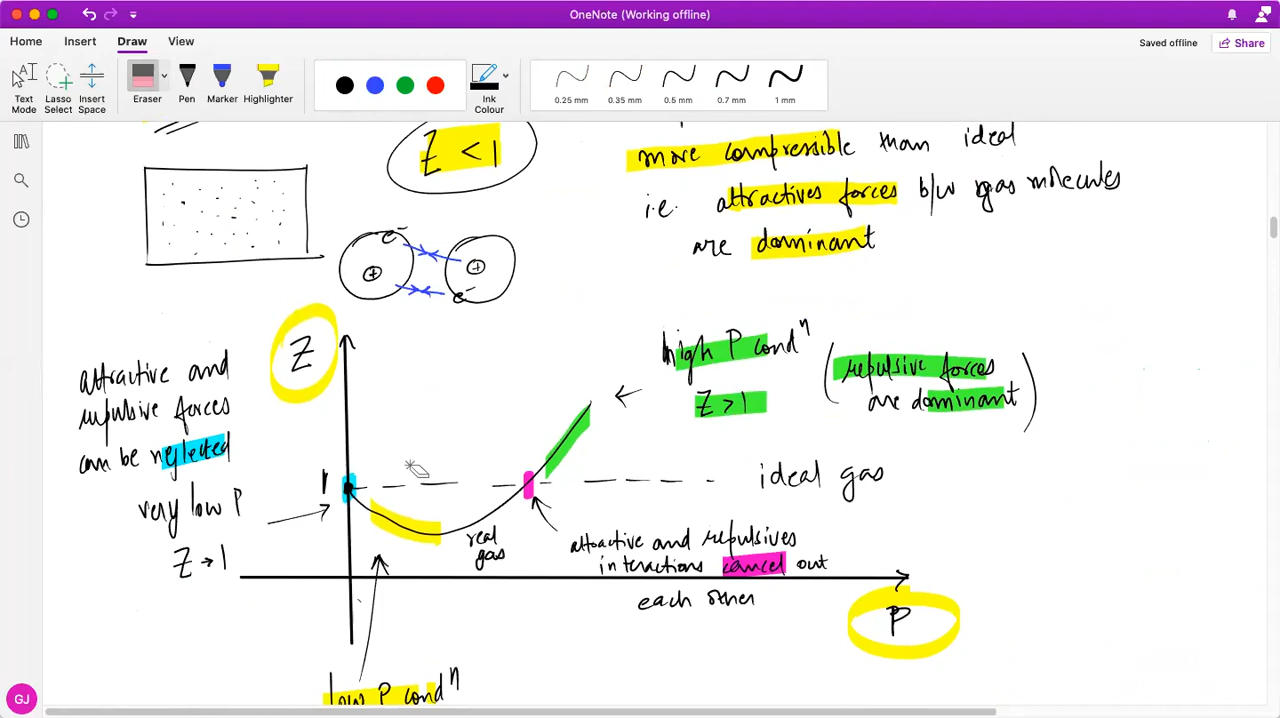 OneNote (Working offline)
Home Insert Draw View
Saved offline
Share
Text Mode
Lasso Select
Insert Space
Eraser
Pen
Marker
Highlighter
Ink Colour
0.25 mm
0.35 mm
0.5 mm
0.7 mm
1 mm
Z < 1
more compressible than ideal
i.e. attractives forces b/w gas molecules
are dominant
e⁻
+
+
e⁻
Z
attractive and
repulsive forces
can be neglected
very low P
Z → 1
high P condⁿ
Z > 1
(repulsive forces
are dominant)
1
ideal gas
real
gas
attractive and repulsives
interactions cancel out
each other
P
low P condⁿ
GJ